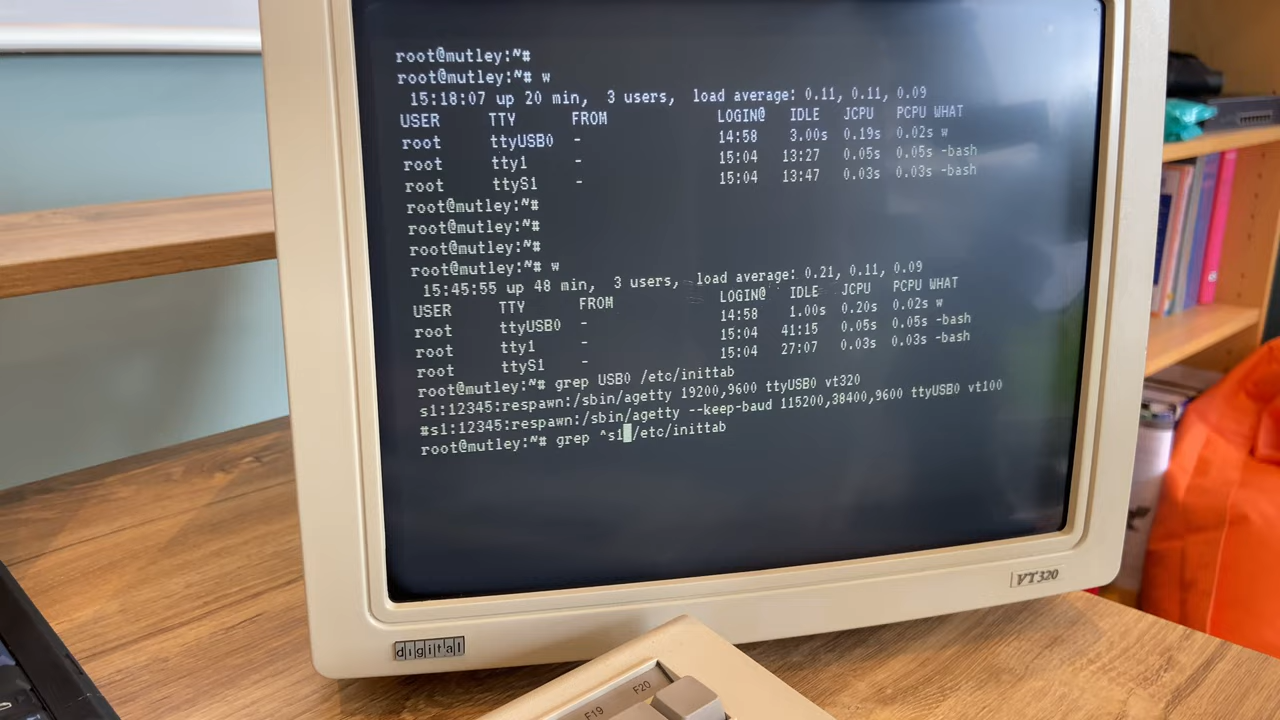 root@mutley:~#
root@mutley:~# w
15:18:07 up 20 min, 3 users, load average: 0.11, 0.11, 0.09
USER TTY FROM LOGIN@ IDLE JCPU PCPU WHAT
root ttyUSB0 - 14:58 3.00s 0.19s 0.02s w
root tty1 - 15:04 13:27 0.05s 0.05s -bash
root ttyS1 - 15:04 13:47 0.03s 0.03s -bash
root@mutley:~#
root@mutley:~#
root@mutley:~#
root@mutley:~# w
15:45:55 up 48 min, 3 users, load average: 0.21, 0.11, 0.09
USER TTY FROM LOGIN@ IDLE JCPU PCPU WHAT
root ttyUSB0 - 14:58 1.00s 0.20s 0.02s w
root tty1 - 15:04 41:15 0.05s 0.05s -bash
root ttyS1 - 15:04 27:07 0.03s 0.03s -bash
root@mutley:~# grep USB0 /etc/inittab
s1:12345:respawn:/sbin/agetty 19200,9600 ttyUSB0 vt320
#s1:12345:respawn:/sbin/agetty --keep-baud 115200,38400,9600 ttyUSB0 vt100
root@mutley:~# grep ^s1 /etc/inittab
VT320
digital
F19 F20